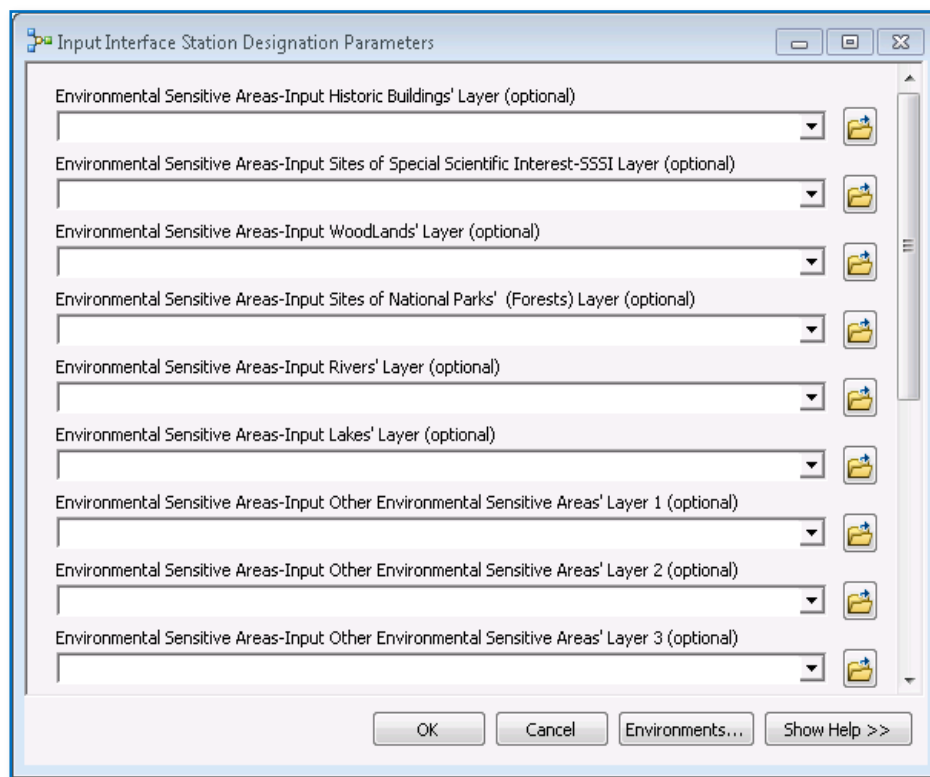 Input Interface Station Designation Parameters
Environmental Sensitive Areas-Input Historic Buildings' Layer (optional)
Environmental Sensitive Areas-Input Sites of Special Scientific Interest-SSSI Layer (optional)
Environmental Sensitive Areas-Input WoodLands' Layer (optional)
Environmental Sensitive Areas-Input Sites of National Parks' (Forests) Layer (optional)
Environmental Sensitive Areas-Input Rivers' Layer (optional)
Environmental Sensitive Areas-Input Lakes' Layer (optional)
Environmental Sensitive Areas-Input Other Environmental Sensitive Areas' Layer 1 (optional)
Environmental Sensitive Areas-Input Other Environmental Sensitive Areas' Layer 2 (optional)
Environmental Sensitive Areas-Input Other Environmental Sensitive Areas' Layer 3 (optional)
OK Cancel Environments... Show Help >>